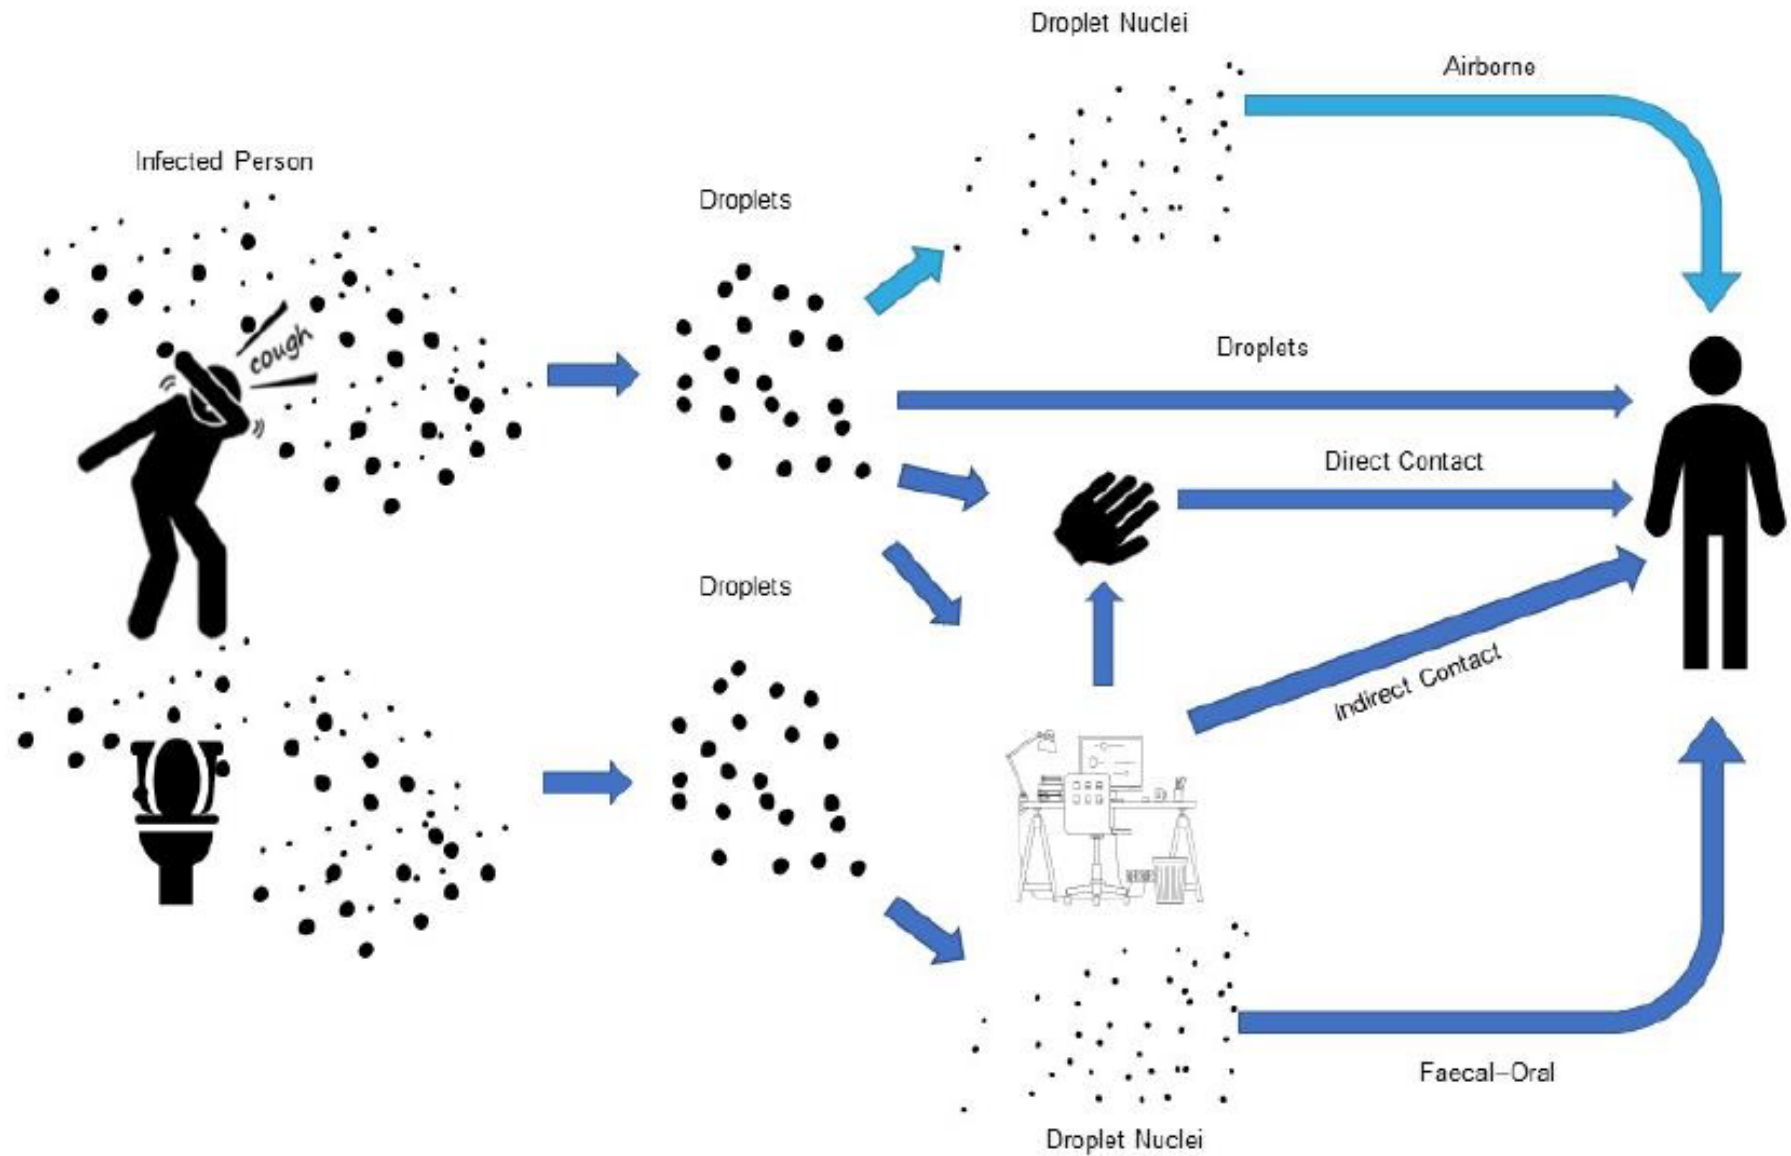 Droplet Nuclei
Airborne
Infected Person
Droplets
cough
Droplets
Direct Contact
Droplets
Indirect Contact
Faecal–Oral
Droplet Nuclei